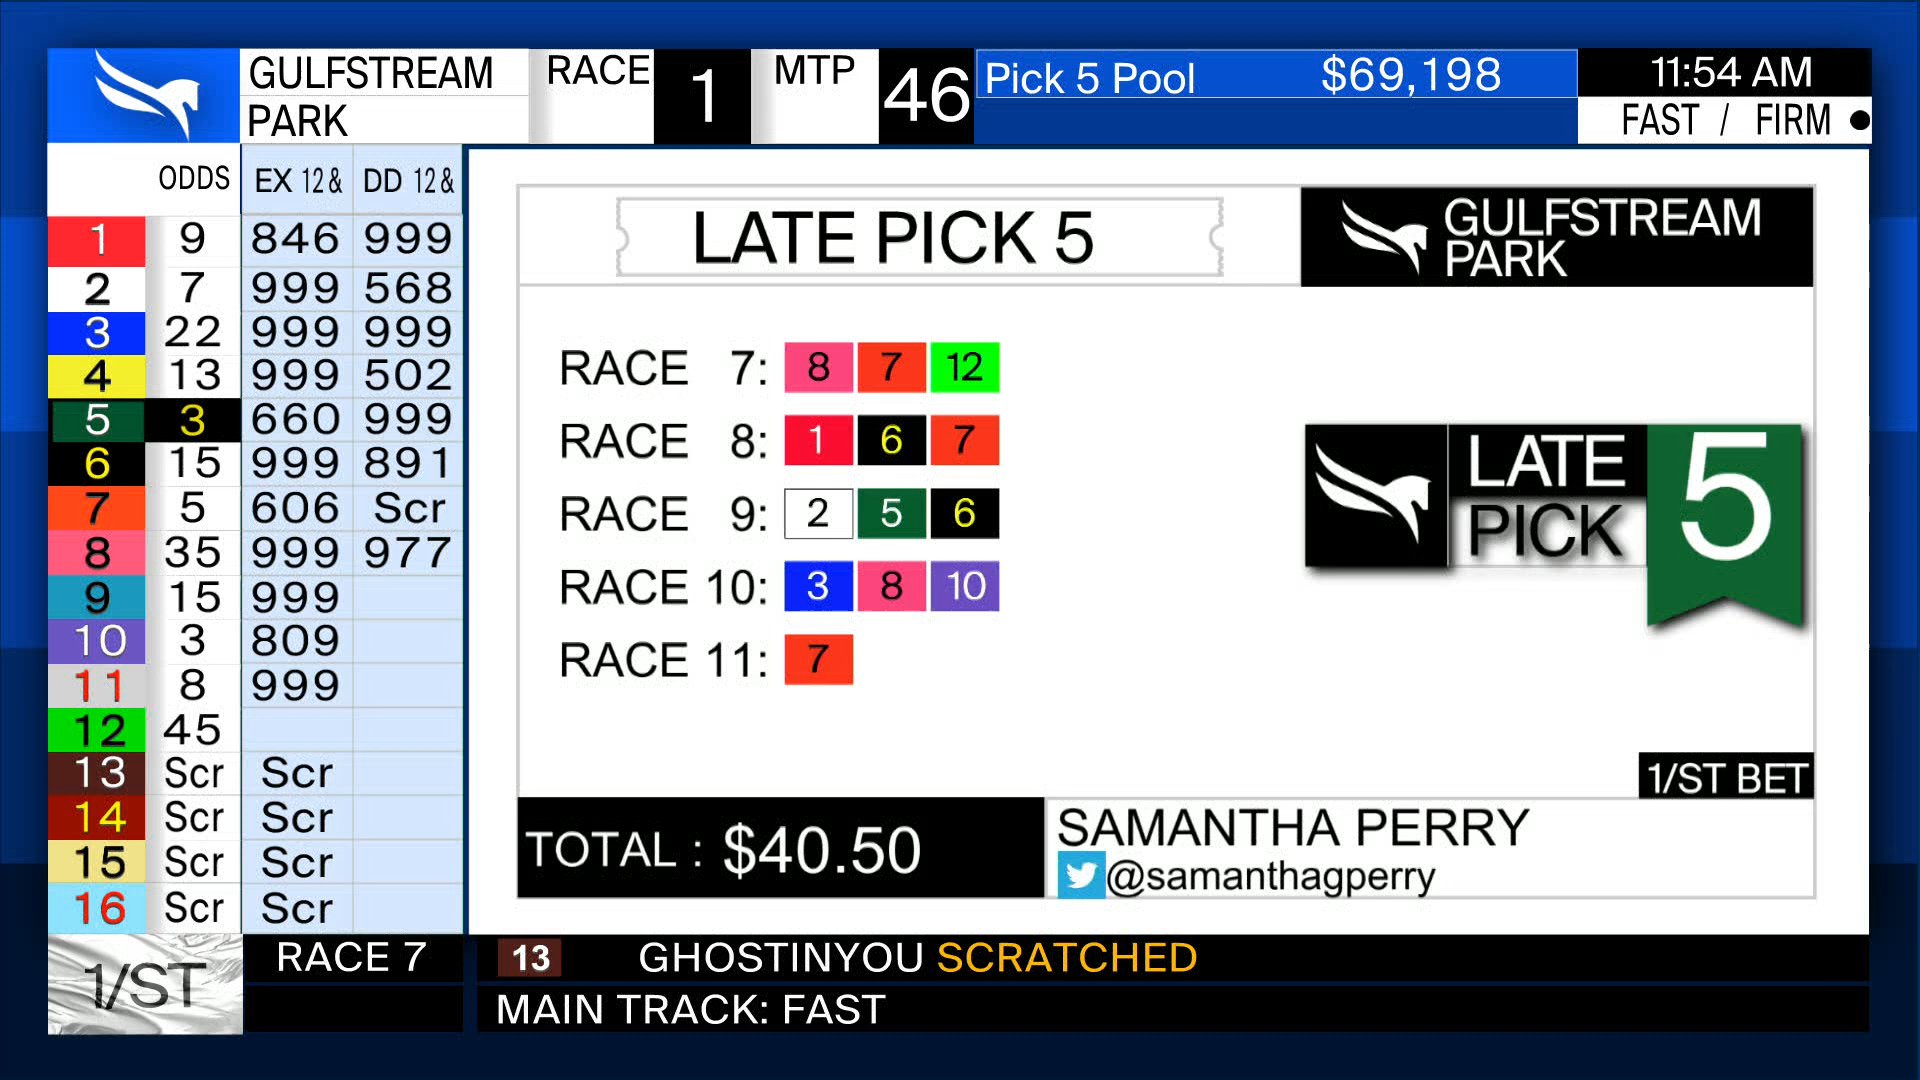 GULFSTREAM PARK RACE 1 MTP 46 Pick 5 Pool $69,198 11:54 AM
FAST / FIRM
ODDS EX 12& DD 12&
1 9 846 999
2 7 999 568
3 22 999 999
4 13 999 502
5 3 660 999
6 15 999 891
7 5 606 Scr
8 35 999 977
9 15 999
10 3 809
11 8 999
12 45
13 Scr Scr
14 Scr Scr
15 Scr Scr
16 Scr Scr
LATE PICK 5
GULFSTREAM
PARK
RACE 7: 8 7 12
RACE 8: 1 6 7
RACE 9: 2 5 6
RACE 10: 3 8 10
RACE 11: 7
LATE
PICK
5
1/ST BET
TOTAL : $40.50
SAMANTHA PERRY
@samanthagperry
1/ST
RACE 7
13 GHOSTINYOU SCRATCHED
MAIN TRACK: FAST